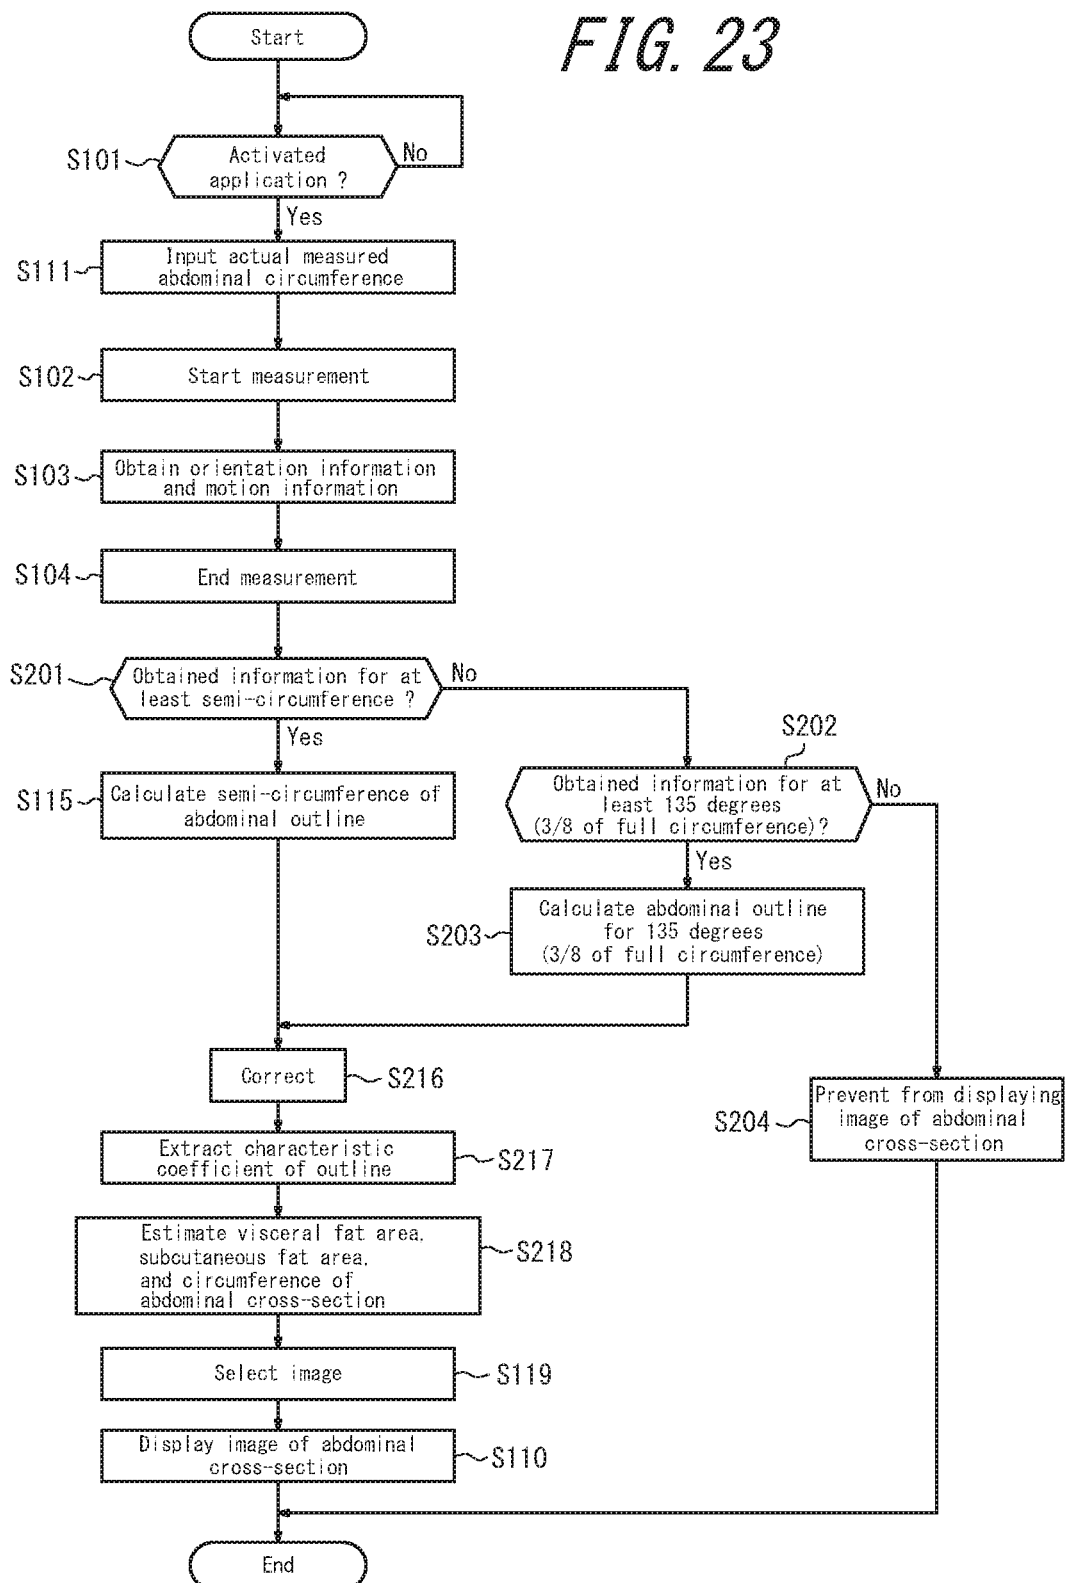 FIG. 23
Start
S101
Activated
application ?
No
Yes
S111
Input actual measured
abdominal circumference
S102
Start measurement
S103
Obtain orientation information
and motion information
S104
End measurement
S201
Obtained information for at
least semi-circumference ?
No
Yes
S202
Obtained information for at
least 135 degrees
(3/8 of full circumference)?
No
Yes
S115
Calculate semi-circumference of
abdominal outline
S203
Calculate abdominal outline
for 135 degrees
(3/8 of full circumference)
Correct
S216
S204
Prevent from displaying
image of abdominal
cross-section
Extract characteristic
coefficient of outline
S217
Estimate visceral fat area,
subcutaneous fat area,
and circumference of
abdominal cross-section
S218
Select image
S119
Display image of abdominal
cross-section
S110
End